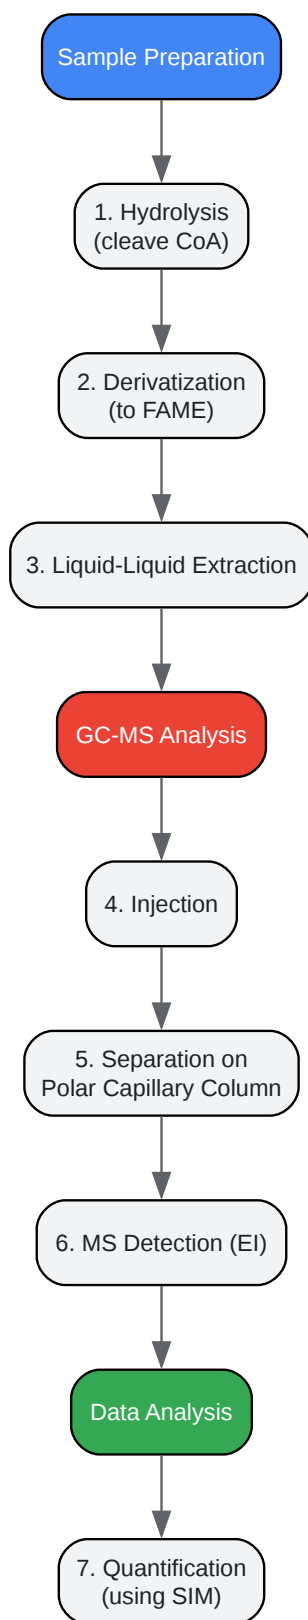 Sample Preparation
1. Hydrolysis
(cleave CoA)
2. Derivatization
(to FAME)
3. Liquid-Liquid Extraction
GC-MS Analysis
4. Injection
5. Separation on
Polar Capillary Column
6. MS Detection (EI)
Data Analysis
7. Quantification
(using SIM)